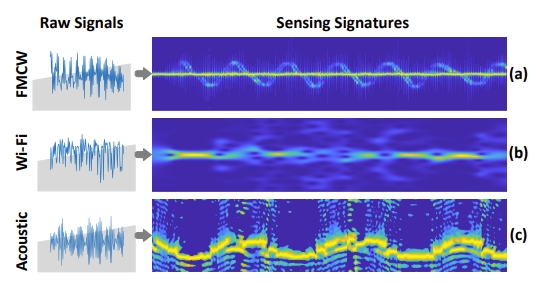 Raw Signals
Sensing Signatures
FMCW
(a)
Wi-Fi
(b)
Acoustic
(c)